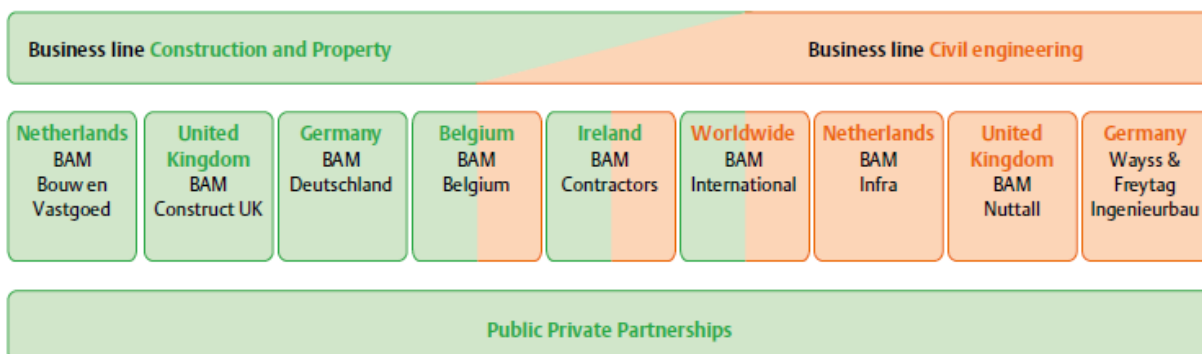 Business line Construction and Property
Business line Civil engineering
Netherlands
BAM
Bouw en
Vastgoed
United
Kingdom
BAM
Construct UK
Germany
BAM
Deutschland
Belgium
BAM
Belgium
Ireland
BAM
Contractors
Worldwide
BAM
International
Netherlands
BAM
Infra
United
Kingdom
BAM
Nuttall
Germany
Wayss &
Freytag
Ingenieurbau
Public Private Partnerships